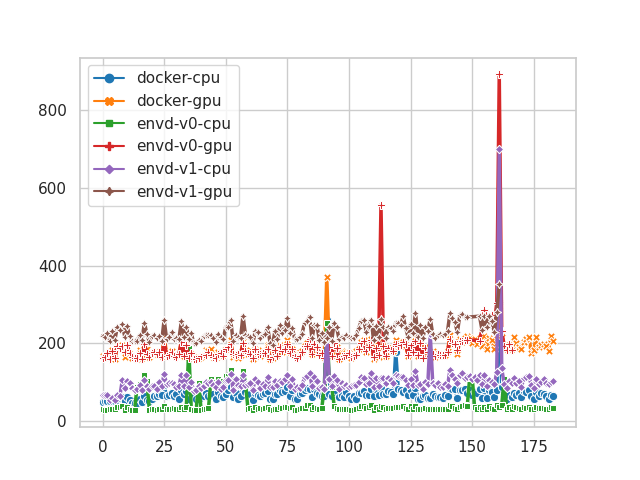 docker-cpu
docker-gpu
envd-v0-cpu
envd-v0-gpu
envd-v1-cpu
envd-v1-gpu
800
600
400
200
0
0 25 50 75 100 125 150 175